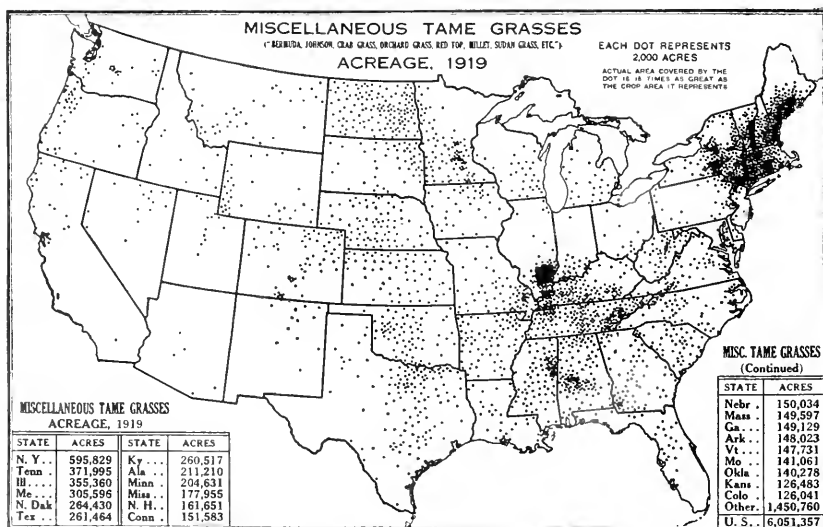 MISCELLANEOUS TAME GRASSES
("BERMUDA, JOHNSON, CRAB GRASS, ORCHARD GRASS, RED TOP, MILLET, SUDAN GRASS, ETC.")
ACREAGE, 1919
EACH DOT REPRESENTS
2,000 ACRES
ACTUAL AREA COVERED BY THE
DOT IS 18 TIMES AS GREAT AS
THE CROP AREA IT REPRESENTS
MISCELLANEOUS TAME GRASSES
ACREAGE, 1919
STATE ACRES STATE ACRES
N. Y.. 595,829 Ky.... 260,517
Tenn . 371,995 Ala ... 211,210
Ill.... 355,360 Minn .. 204,631
Me ... 305,596 Miss... 177,955
N. Dak 264,430 N. H.. 161,651
Tex .. 261,464 Conn . 151,583
MISC. TAME GRASSES
(Continued)
STATE ACRES
Nebr . 150,034
Mass . 149,597
Ga ... 149,129
Ark .. 148,023
Vt ... 147,731
Mo .. 141,061
Okla . 140,278
Kans . 126,483
Colo . 126,041
Other. 1,450,760
U. S.. 6,051,357